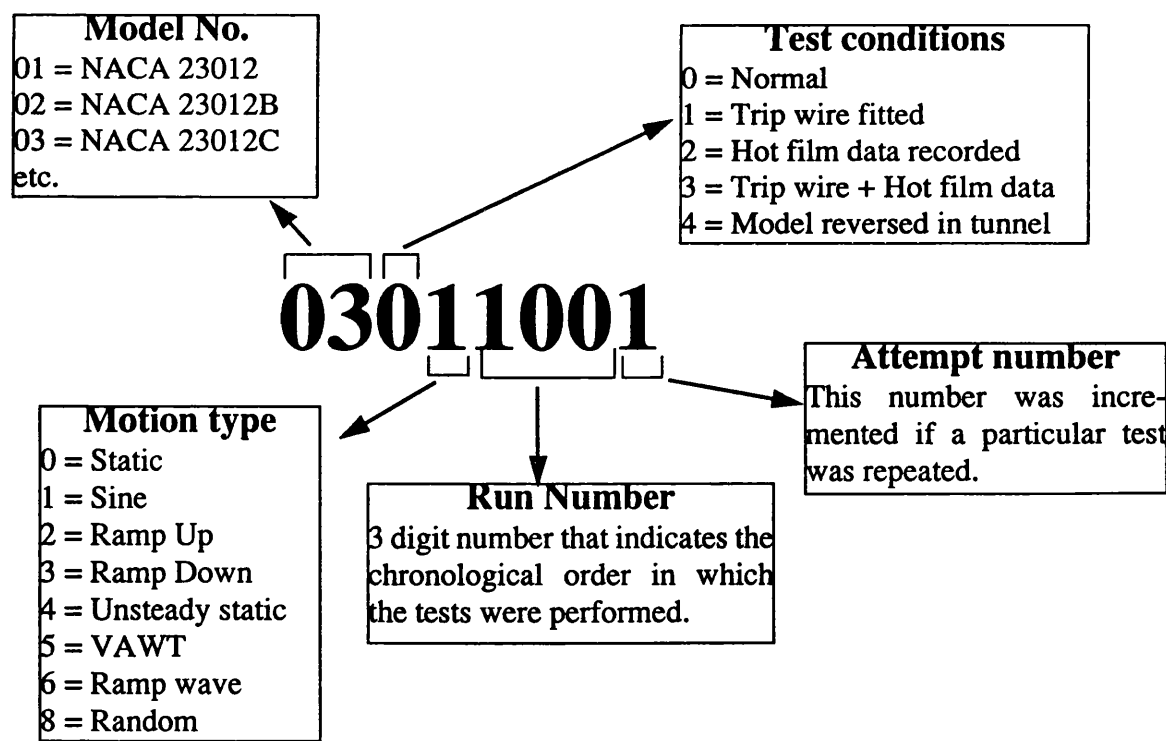 Model No.
01 = NACA 23012
02 = NACA 23012B
03 = NACA 23012C
etc.
Test conditions
0 = Normal
1 = Trip wire fitted
2 = Hot film data recorded
3 = Trip wire + Hot film data
4 = Model reversed in tunnel
03011001
Motion type
0 = Static
1 = Sine
2 = Ramp Up
3 = Ramp Down
4 = Unsteady static
5 = VAWT
6 = Ramp wave
8 = Random
Run Number
3 digit number that indicates the
chronological order in which
the tests were performed.
Attempt number
This number was incre-
mented if a particular test
was repeated.